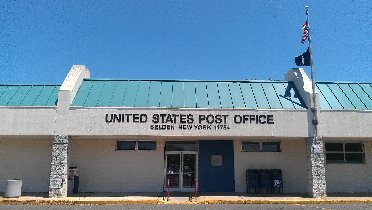 UNITED STATES POST OFFICE
SELDEN NEW YORK 11784